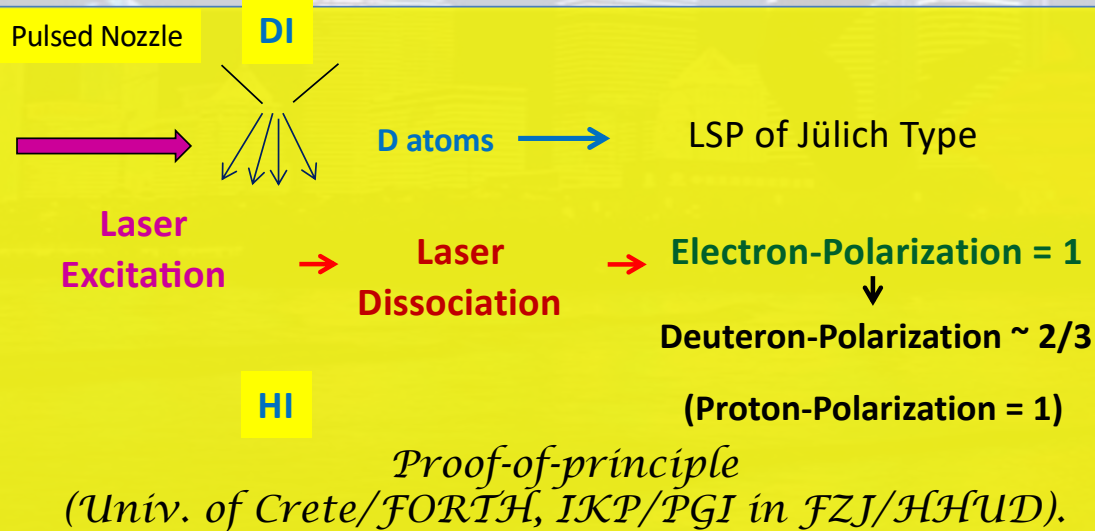 Pulsed Nozzle
DI
D atoms
LSP of Jülich Type
Laser
Excitation
Laser
Dissociation
Electron-Polarization = 1
Deuteron-Polarization ~ 2/3
HI
(Proton-Polarization = 1)
Proof-of-principle
(Univ. of Crete/FORTH, IKP/PGI in FZJ/HHUD).